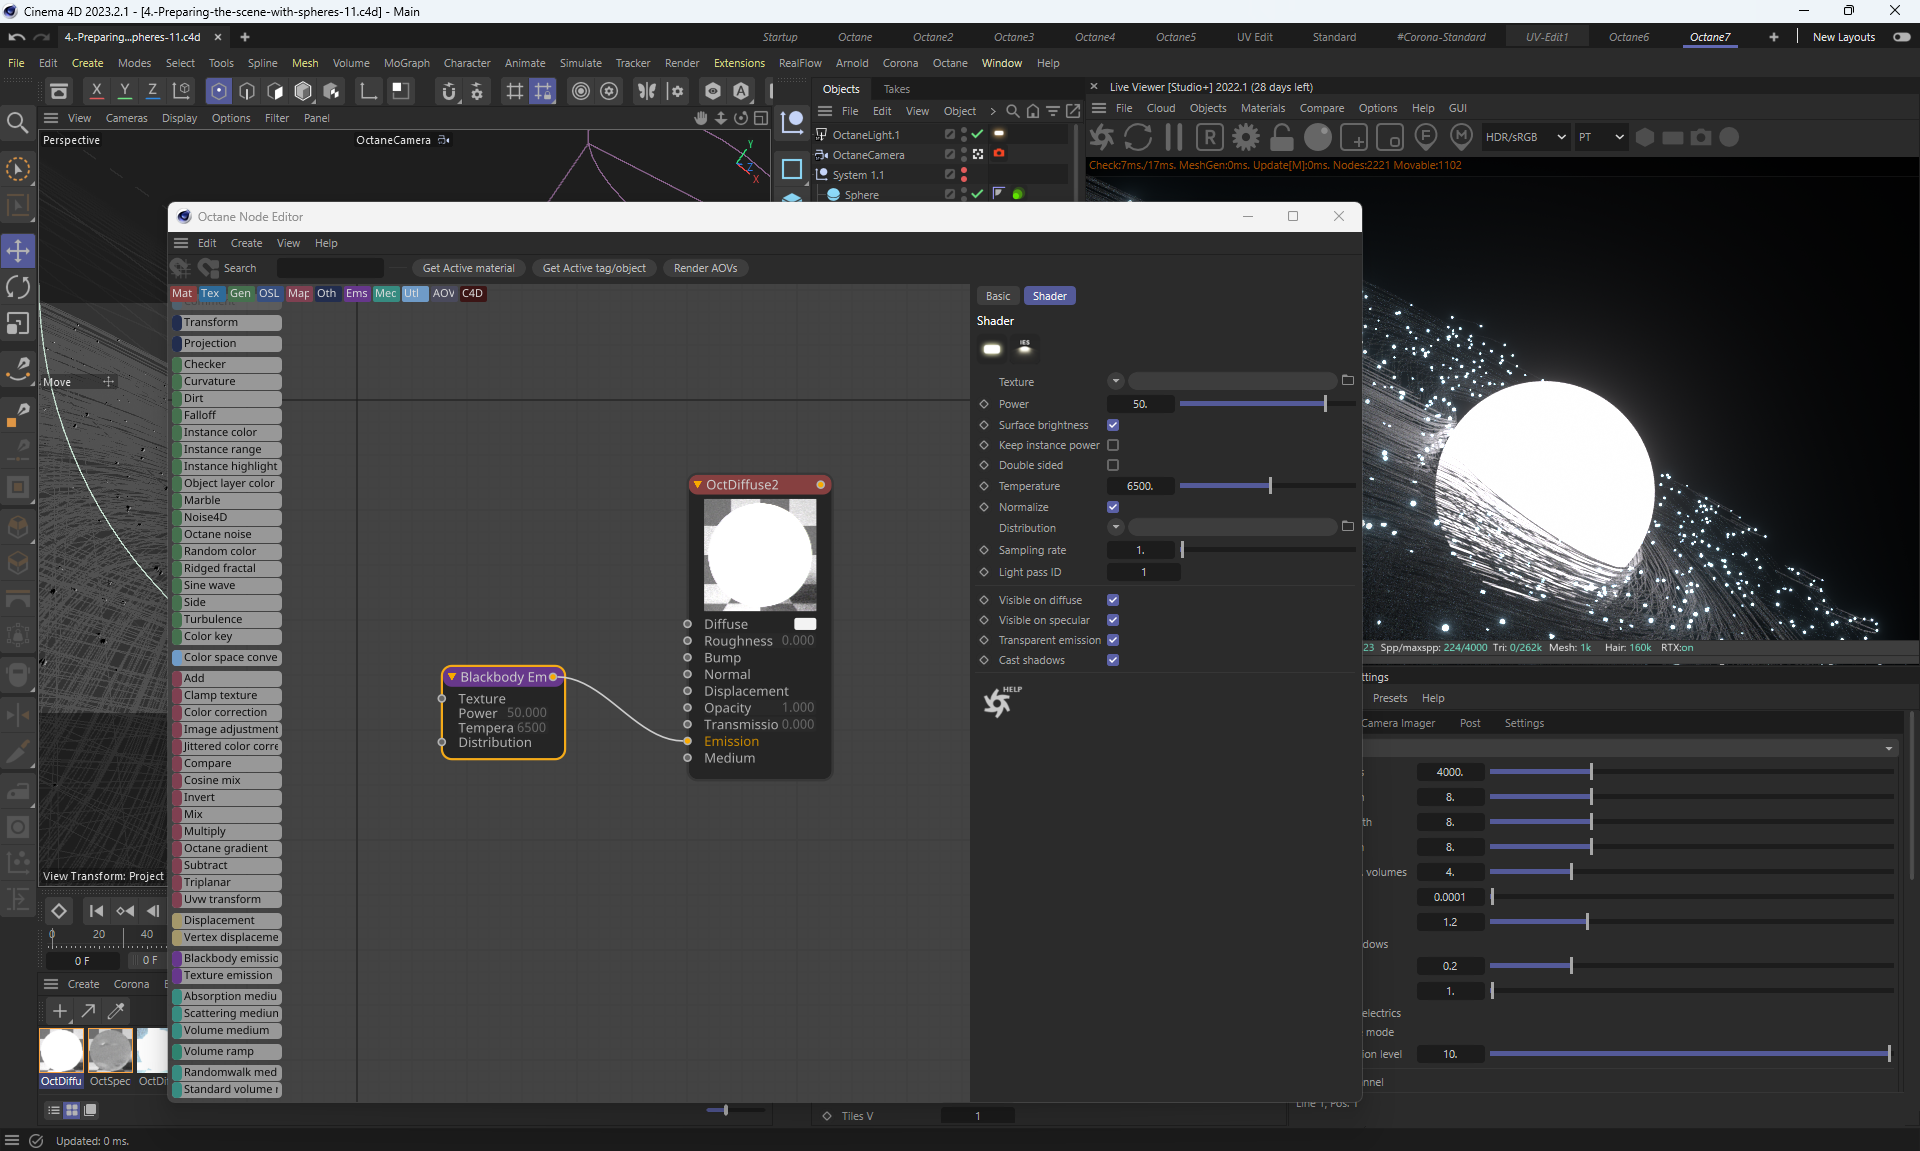 Cinema 4D 2023.2.1 - [4.-Preparing-the-scene-with-spheres-11.c4d] - Main
4.-Preparing...pheres-11.c4d
Startup Octane Octane2 Octane3 Octane4 Octane5 UV Edit Standard #Corona-Standard UV-Edit1 Octane6 Octane7 New Layouts
File Edit Create Modes Select Tools Spline Mesh Volume MoGraph Character Animate Simulate Tracker Render Extensions RealFlow Arnold Corona Octane Window Help
X Y Z
Objects Takes
Live Viewer [Studio+] 2022.1 (28 days left)
View Cameras Display Options Filter Panel
File Edit View Object
File Cloud Objects Materials Compare Options Help GUI
Perspective
OctaneCamera
Y
Z
X
OctaneLight.1
OctaneCamera
System 1.1
Sphere
R
M
HDR/sRGB
PT
Check:7ms./17ms. MeshGen:0ms. Update[M]:0ms. Nodes:2221 Movable:1102
Octane Node Editor
Edit Create View Help
Search
Get Active material Get Active tag/object Render AOVs
Mat Tex Gen OSL Map Oth Ems Mec Utl AOV C4D
Transform
Projection
Checker
Curvature
Dirt
Falloff
Instance color
Instance range
Instance highlight
Object layer color
Marble
Noise4D
Octane noise
Random color
Ridged fractal
Sine wave
Side
Turbulence
Color key
Color space conve
Add
Clamp texture
Color correction
Image adjustment
Jittered color corre
Compare
Cosine mix
Invert
Mix
Multiply
Octane gradient
Subtract
Triplanar
Uvw transform
Displacement
Vertex displaceme
Blackbody emissic
Texture emission
Absorption mediu
Scattering mediun
Volume medium
Volume ramp
Randomwalk med
Standard volume
Blackbody Em
Texture
Power 50.000
Tempera 6500
Distribution
OctDiffuse2
Diffuse
Roughness 0.000
Bump
Normal
Displacement
Opacity 1.000
Transmissio 0.000
Emission
Medium
Basic Shader
Shader
IES
Texture
Power 50.
Surface brightness
Keep instance power
Double sided
Temperature 6500.
Normalize
Distribution
Sampling rate 1.
Light pass ID 1
Visible on diffuse
Visible on specular
Transparent emission
Cast shadows
HELP
Move
View Transform: Project
0 20 40
0 F 0 F
Create Corona
OctDiffu OctSpec OctDi
Updated: 0 ms.
23 Spp/maxspp: 224/4000 Tri: 0/262k Mesh: 1k Hair: 160k RTX:on
ttings
Presets Help
Camera Imager Post Settings
4000.
8.
th 8.
8.
volumes 4.
0.0001
1.2
dows
0.2
1.
electrics
mode
ion level 10.
nnel
Line 1, Pos. 1
Tiles V 1